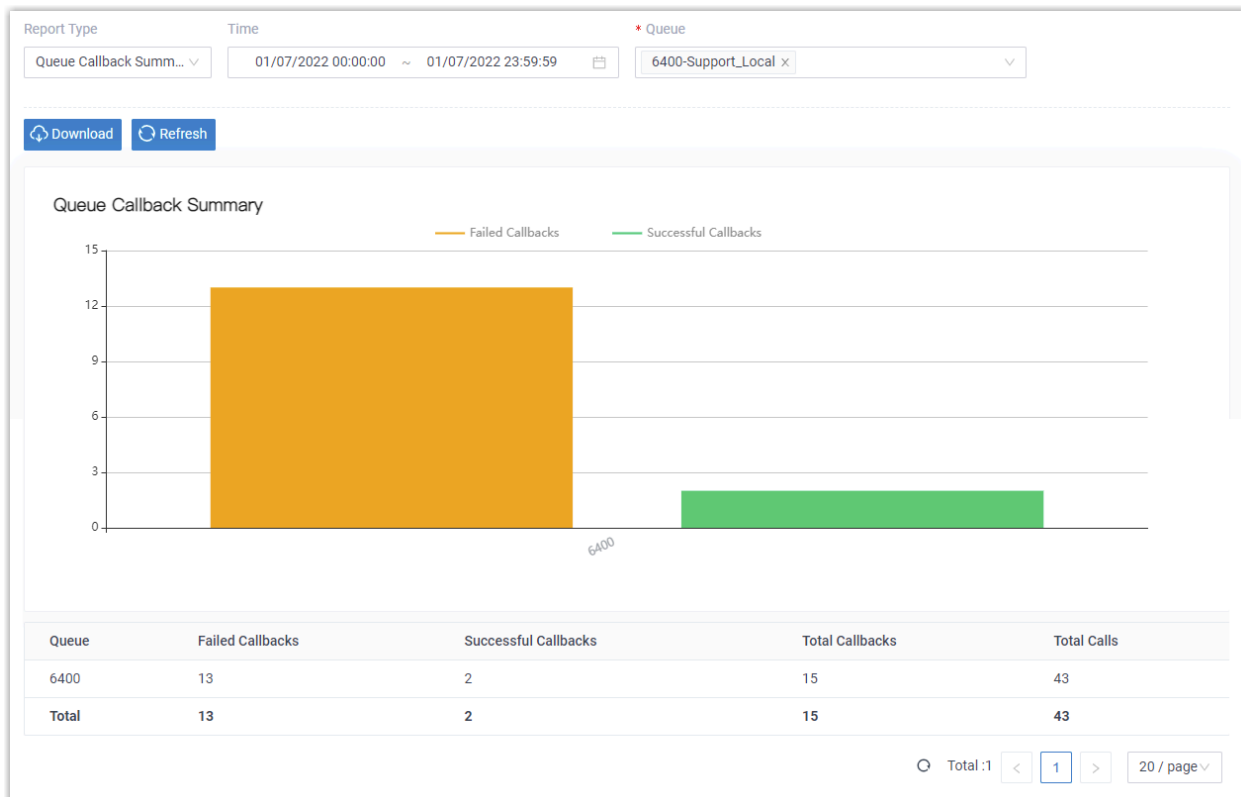 Report Type Time * Queue
Queue Callback Summ... 01/07/2022 00:00:00 ~ 01/07/2022 23:59:59 6400-Support_Local ×
Download Refresh
Queue Callback Summary
Failed Callbacks Successful Callbacks
15
12
9
6
3
0
6400
Queue Failed Callbacks Successful Callbacks Total Callbacks Total Calls
6400 13 2 15 43
Total 13 2 15 43
Total :1 < 1 > 20 / page